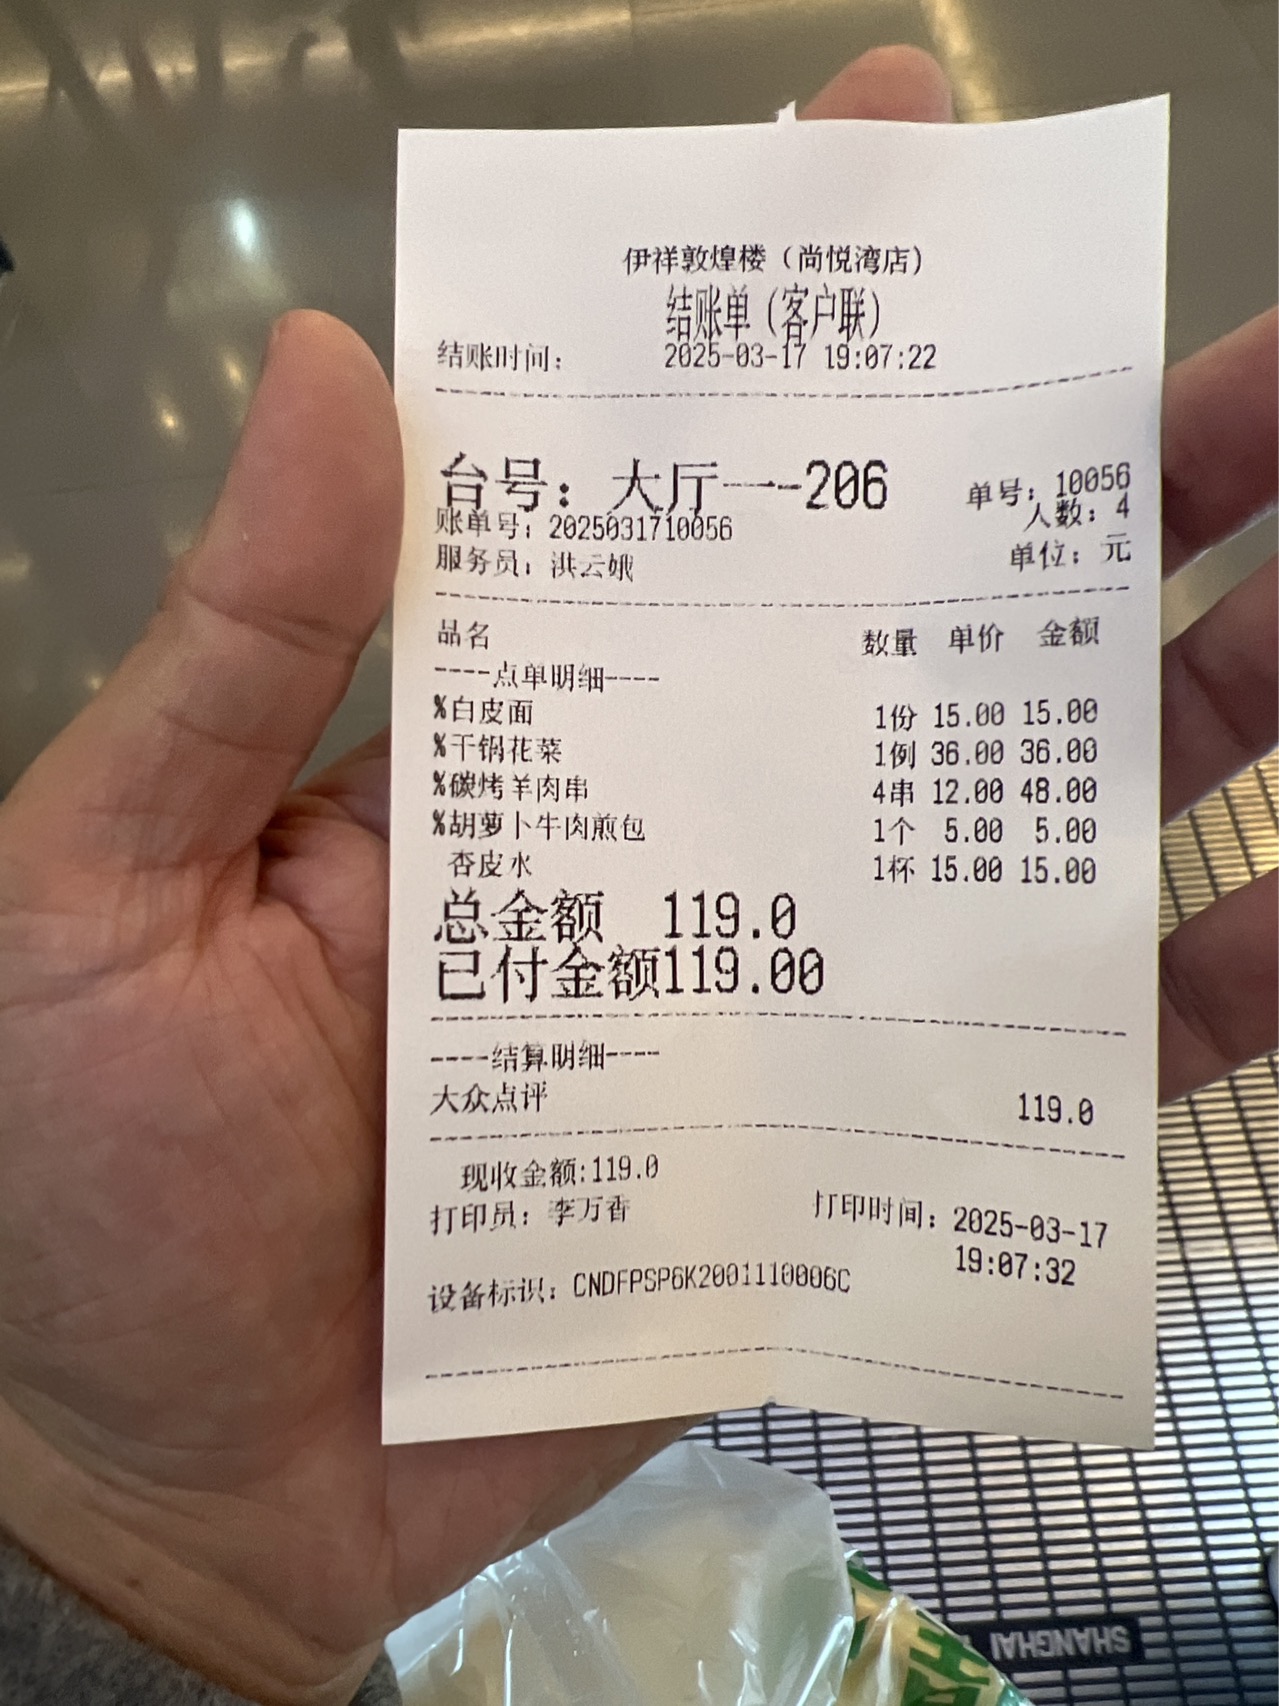 伊祥敦煌楼（尚悦湾店）
结账单（客户联）
结账时间： 2025-03-17 19:07:22
台号：大厅一-206 单号：10056
账单号：2025031710056 人数：4
服务员：洪云娥 单位：元
品名 数量 单价 金额
----点单明细----
%白皮面 1份 15.00 15.00
%干锅花菜 1例 36.00 36.00
%碳烤羊肉串 4串 12.00 48.00
%胡萝卜牛肉煎包 1个 5.00 5.00
杏皮水 1杯 15.00 15.00
总金额 119.0
已付金额119.00
----结算明细----
大众点评 119.0
现收金额:119.0
打印员：李万香 打印时间：2025-03-17
19:07:32
设备标识：CNDFPSP6K2001110006C
SHANGHAI